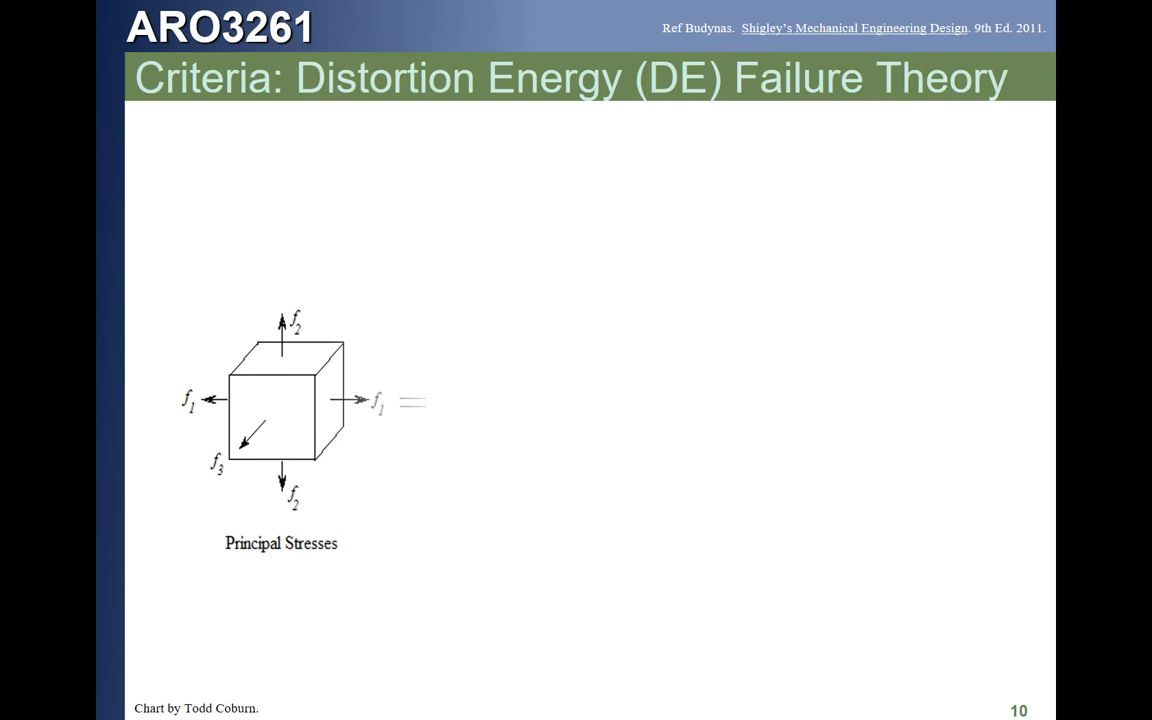 ARO3261
Ref Budynas. Shigley's Mechanical Engineering Design. 9th Ed. 2011.
Criteria: Distortion Energy (DE) Failure Theory
f2
f1
f1 =
f3
f2
Principal Stresses
Chart by Todd Coburn.
10